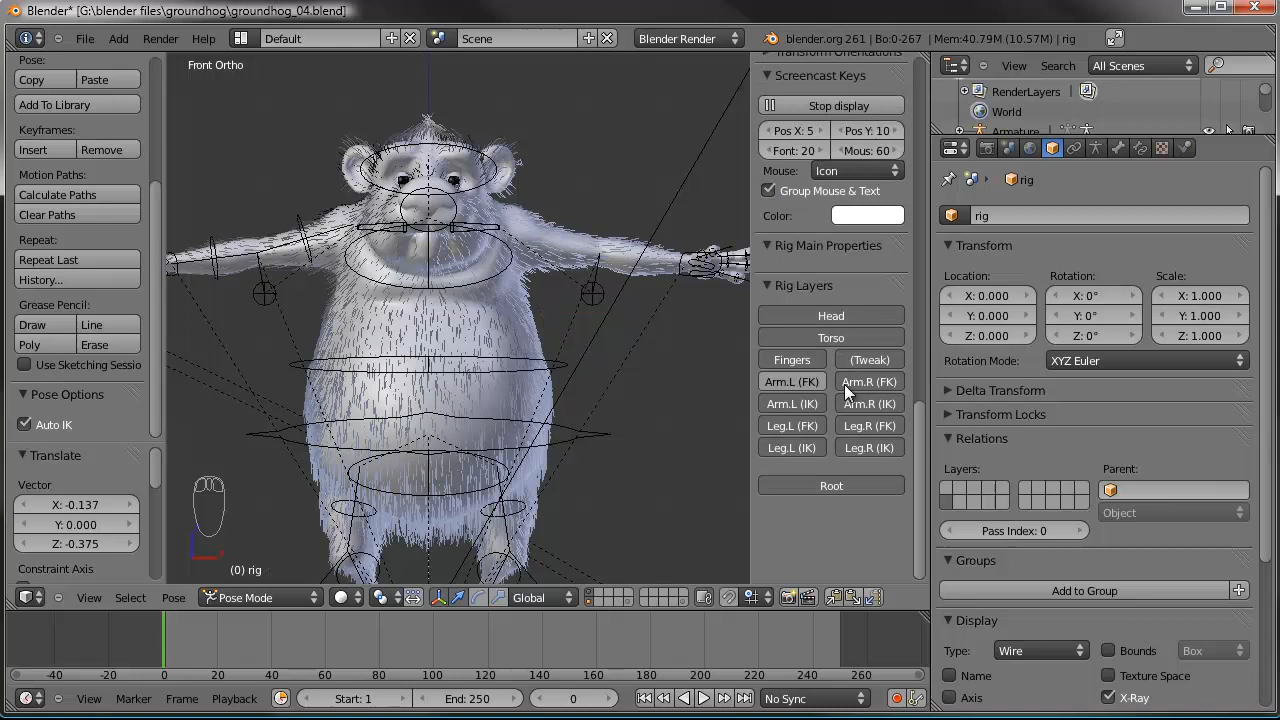 Blender* [G:\blender files\groundhog\groundhog_04.blend]
File Add Render Help Default Scene Blender Render blender.org 261 | Bo:0-267 | Mem:40.79M (10.57M) | rig
Pose:
Copy Paste
Add To Library
Keyframes:
Insert Remove
Motion Paths:
Calculate Paths
Clear Paths
Repeat:
Repeat Last
History...
Grease Pencil:
Draw Line
Poly Erase
Use Sketching Sessio
Pose Options
Auto IK
Translate
Vector
X: -0.137
Y: 0.000
Z: -0.375
Constraint Axis
Front Ortho
(0) rig
Transform Orientations
Screencast Keys
Stop display
Pos X: 5 Pos Y: 10
Font: 20 Mous: 60
Mouse: Icon
Group Mouse & Text
Color:
Rig Main Properties
Rig Layers
Head
Torso
Fingers (Tweak)
Arm.L (FK) Arm.R (FK)
Arm.L (IK) Arm.R (IK)
Leg.L (FK) Leg.R (FK)
Leg.L (IK) Leg.R (IK)
Root
View Search All Scenes
RenderLayers
World
Armature
rig
rig
Transform
Location: Rotation: Scale:
X: 0.000 X: 0° X: 1.000
Y: 0.000 Y: 0° Y: 1.000
Z: 0.000 Z: 0° Z: 1.000
Rotation Mode: XYZ Euler
Delta Transform
Transform Locks
Relations
Layers: Parent:
Object
Pass Index: 0
Groups
Add to Group
Display
Type: Wire Bounds Box
Name Texture Space
Axis X-Ray
View Select Pose Pose Mode Global
-40 -20 0 20 40 60 80 100 120 140 160 180 200 220 240 260
View Marker Frame Playback Start: 1 End: 250 0 No Sync